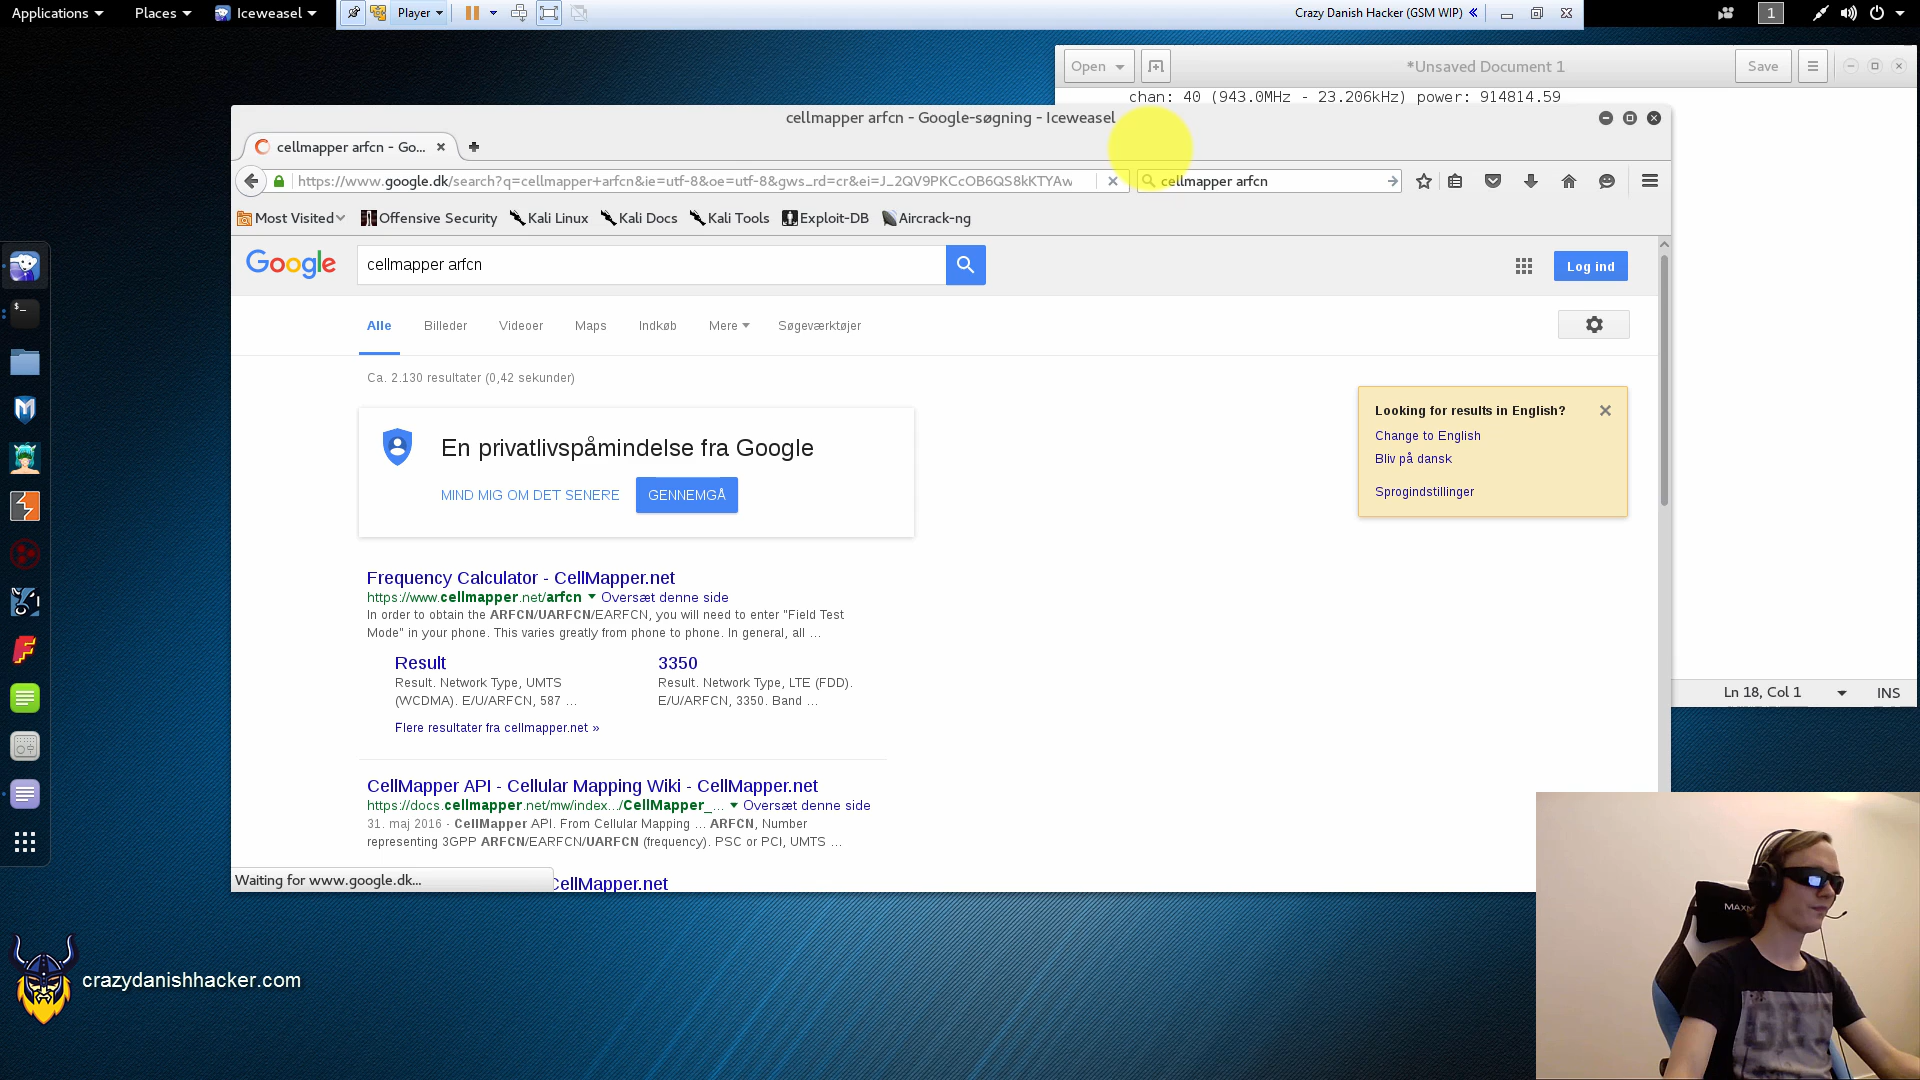 Applications
Places
Iceweasel
Player
Crazy Danish Hacker (GSM WIP)
1
Open
*Unsaved Document 1
Save
chan: 40 (943.0MHz - 23.206kHz) power: 914814.59
cellmapper arfcn - Google-søgning - Iceweasel
cellmapper arfcn - Go...
https://www.google.dk/search?q=cellmapper+arfcn&ie=utf-8&oe=utf-8&gws_rd=cr&ei=J_2QV9PKCcOB6QS8kKTYAw
cellmapper arfcn
Most Visited
Offensive Security
Kali Linux
Kali Docs
Kali Tools
Exploit-DB
Aircrack-ng
Google
cellmapper arfcn
Log ind
Alle
Billeder
Videoer
Maps
Indkøb
Mere
Søgeværktøjer
Ca. 2.130 resultater (0,42 sekunder)
En privatlivspåmindelse fra Google
MIND MIG OM DET SENERE
GENNEMGÅ
Looking for results in English?
Change to English
Bliv på dansk
Sprogindstillinger
Frequency Calculator - CellMapper.net
https://www.cellmapper.net/arfcn Oversæt denne side
In order to obtain the ARFCN/UARFCN/EARFCN, you will need to enter "Field Test
Mode" in your phone. This varies greatly from phone to phone. In general, all ...
Result
Result. Network Type, UMTS
(WCDMA). E/U/ARFCN, 587 ...
3350
Result. Network Type, LTE (FDD).
E/U/ARFCN, 3350. Band ...
Flere resultater fra cellmapper.net »
CellMapper API - Cellular Mapping Wiki - CellMapper.net
https://docs.cellmapper.net/mw/index.../CellMapper_... Oversæt denne side
31. maj 2016 - CellMapper API. From Cellular Mapping ... ARFCN, Number
representing 3GPP ARFCN/EARFCN/UARFCN (frequency). PSC or PCI, UMTS ...
CellMapper.net
Waiting for www.google.dk...
Ln 18, Col 1
INS
crazydanishhacker.com